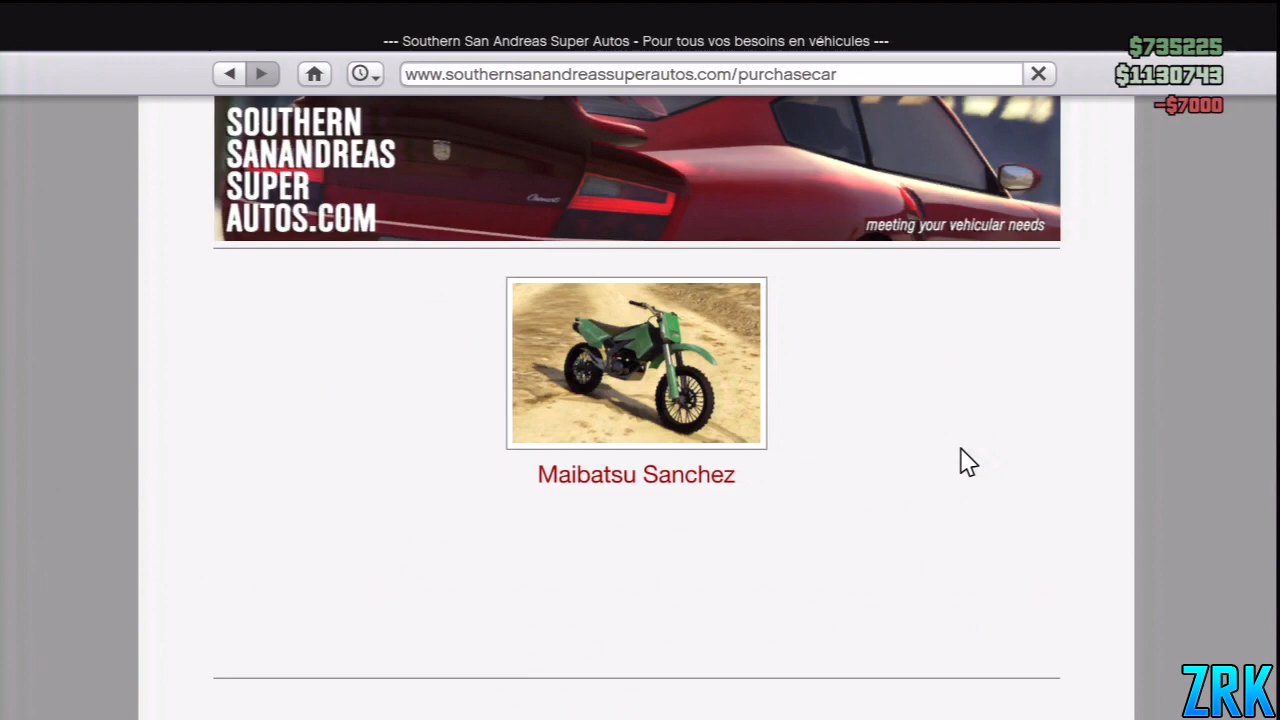 --- Southern San Andreas Super Autos - Pour tous vos besoins en véhicules ---
$735225
www.southernsanandreassuperautos.com/purchasecar
$1130743
-$7000
SOUTHERN
SANANDREAS
SUPER
AUTOS.COM
meeting your vehicular needs
Maibatsu Sanchez
ZRK